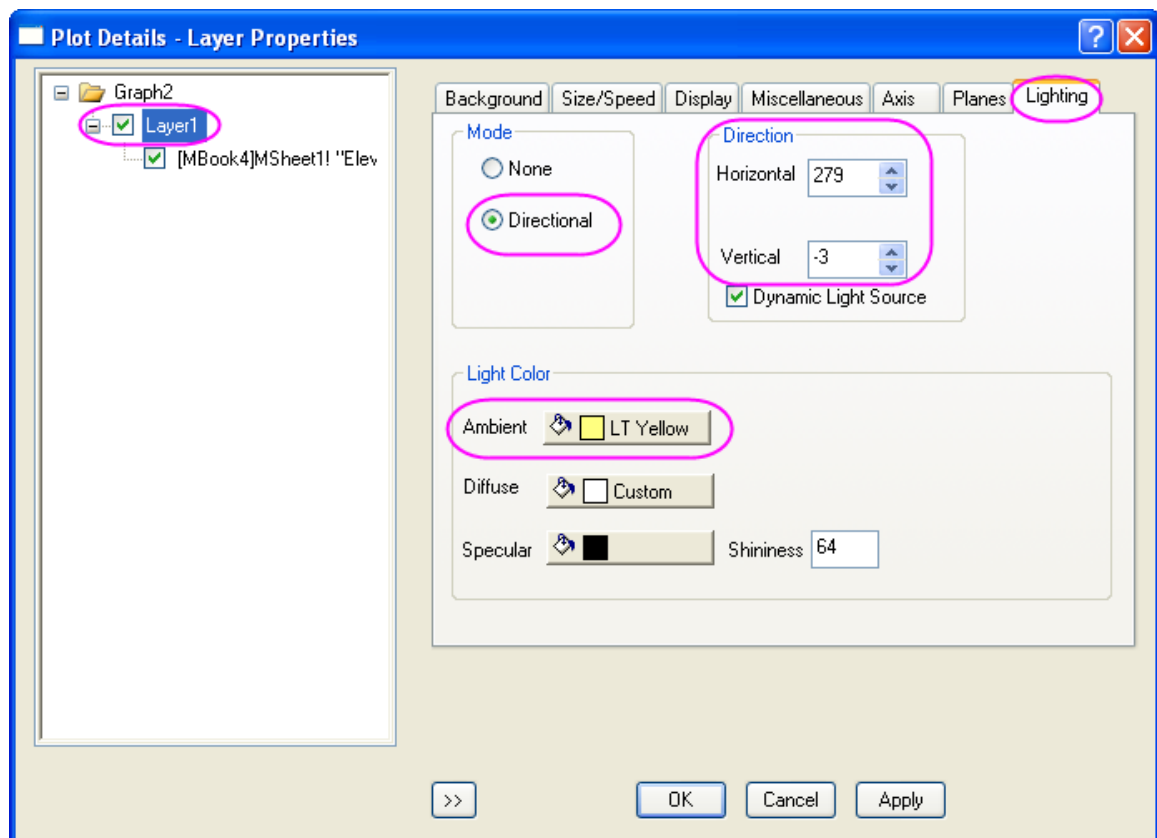 Plot Details - Layer Properties
Graph2
Layer1
[MBook4]MSheet1! "Elev
Background Size/Speed Display Miscellaneous Axis Planes Lighting
Mode
None
Directional
Direction
Horizontal 279
Vertical -3
Dynamic Light Source
Light Color
Ambient LT Yellow
Diffuse Custom
Specular Shininess 64
>> OK Cancel Apply